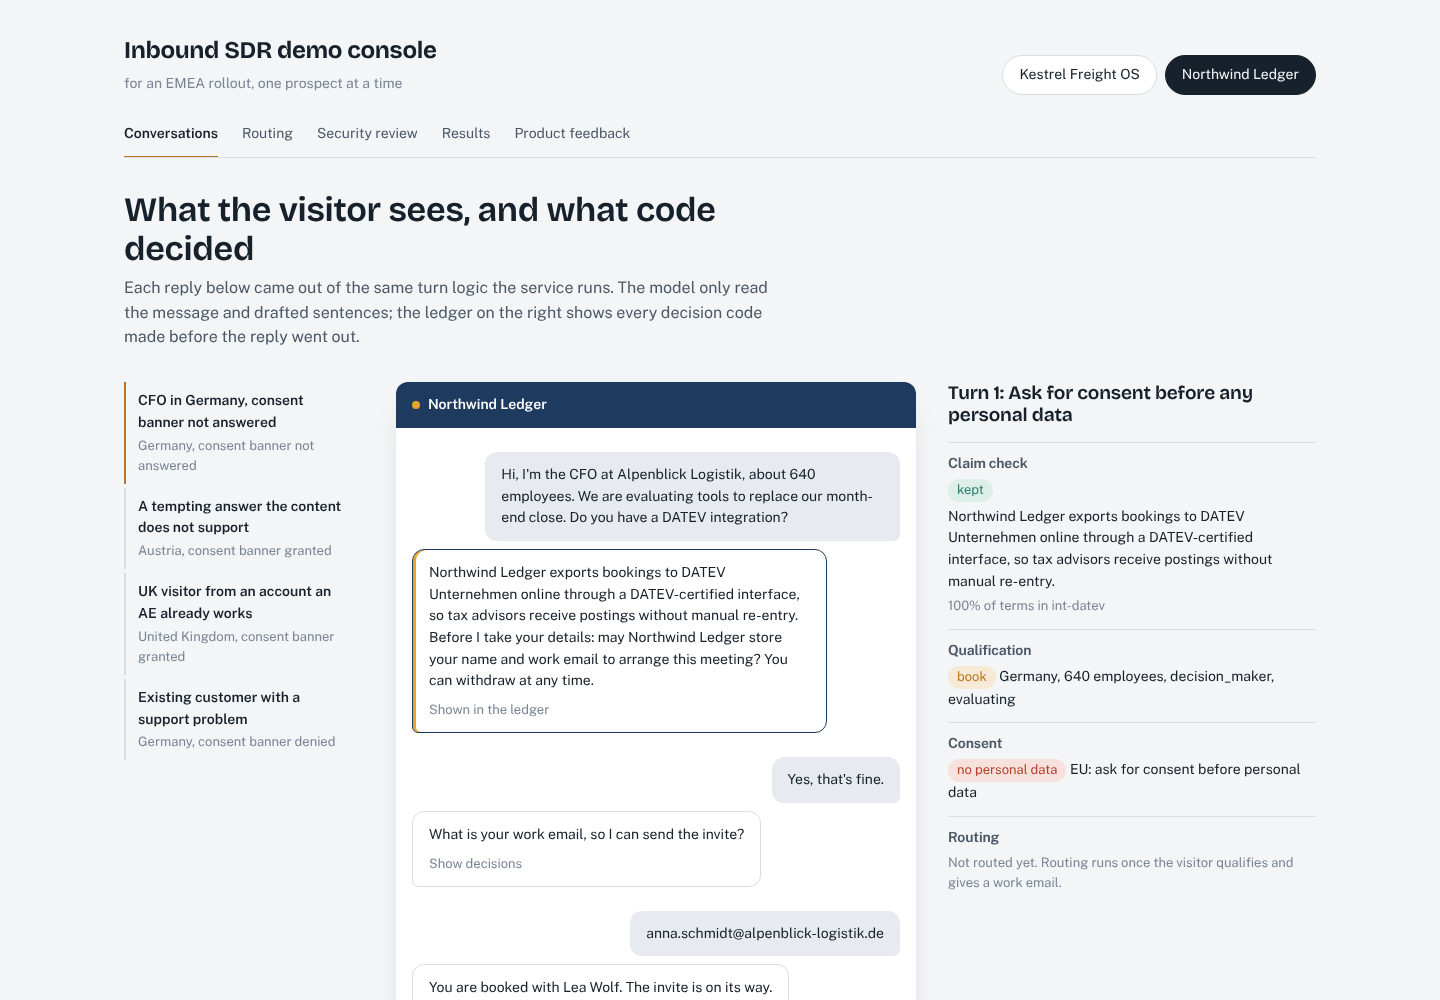 Inbound SDR demo console
for an EMEA rollout, one prospect at a time
Kestrel Freight OS
Northwind Ledger
Conversations
Routing
Security review
Results
Product feedback
What the visitor sees, and what code
decided
Each reply below came out of the same turn logic the service runs. The model only read
the message and drafted sentences; the ledger on the right shows every decision code
made before the reply went out.
CFO in Germany, consent
banner not answered
Germany, consent banner not
answered
A tempting answer the content
does not support
Austria, consent banner granted
UK visitor from an account an
AE already works
United Kingdom, consent banner
granted
Existing customer with a
support problem
Germany, consent banner denied
Northwind Ledger
Hi, I'm the CFO at Alpenblick Logistik, about 640
employees. We are evaluating tools to replace our month-
end close. Do you have a DATEV integration?
Northwind Ledger exports bookings to DATEV
Unternehmen online through a DATEV-certified interface,
so tax advisors receive postings without manual re-entry.
Before I take your details: may Northwind Ledger store
your name and work email to arrange this meeting? You
can withdraw at any time.
Shown in the ledger
Yes, that's fine.
What is your work email, so I can send the invite?
Show decisions
anna.schmidt@alpenblick-logistik.de
You are booked with Lea Wolf. The invite is on its way.
Turn 1: Ask for consent before any
personal data
Claim check
kept
Northwind Ledger exports bookings to DATEV
Unternehmen online through a DATEV-certified
interface, so tax advisors receive postings without
manual re-entry.
100% of terms in int-datev
Qualification
book Germany, 640 employees, decision_maker,
evaluating
Consent
no personal data EU: ask for consent before personal
data
Routing
Not routed yet. Routing runs once the visitor qualifies and
gives a work email.